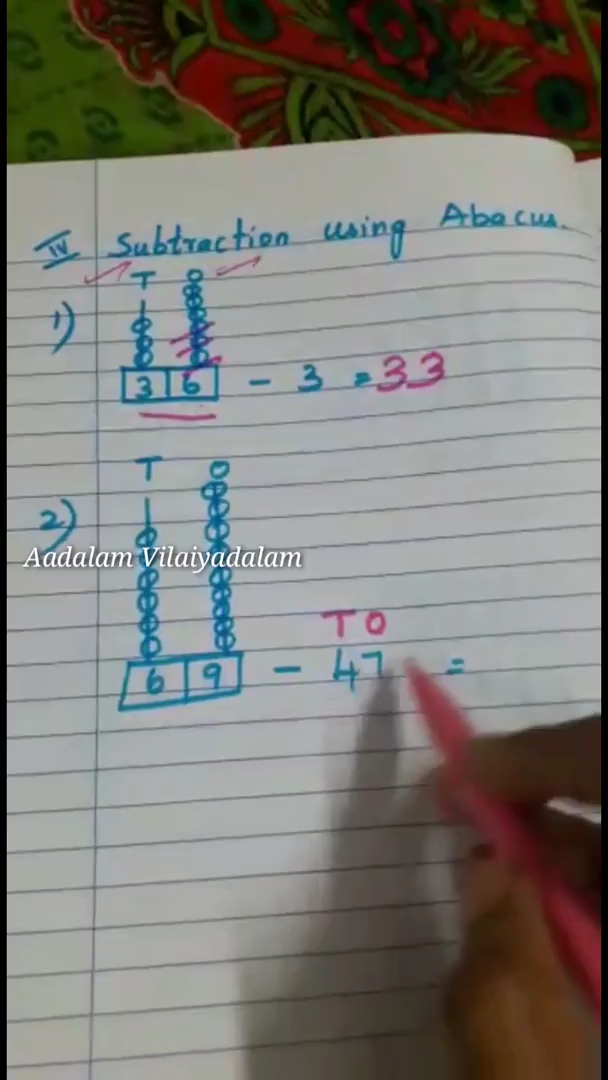 IV Subtraction using Abacus.
T O
1)
3 6 - 3 = 33
T O
2)
Aadalam Vilaiyadalam
T O
6 9 - 47 =